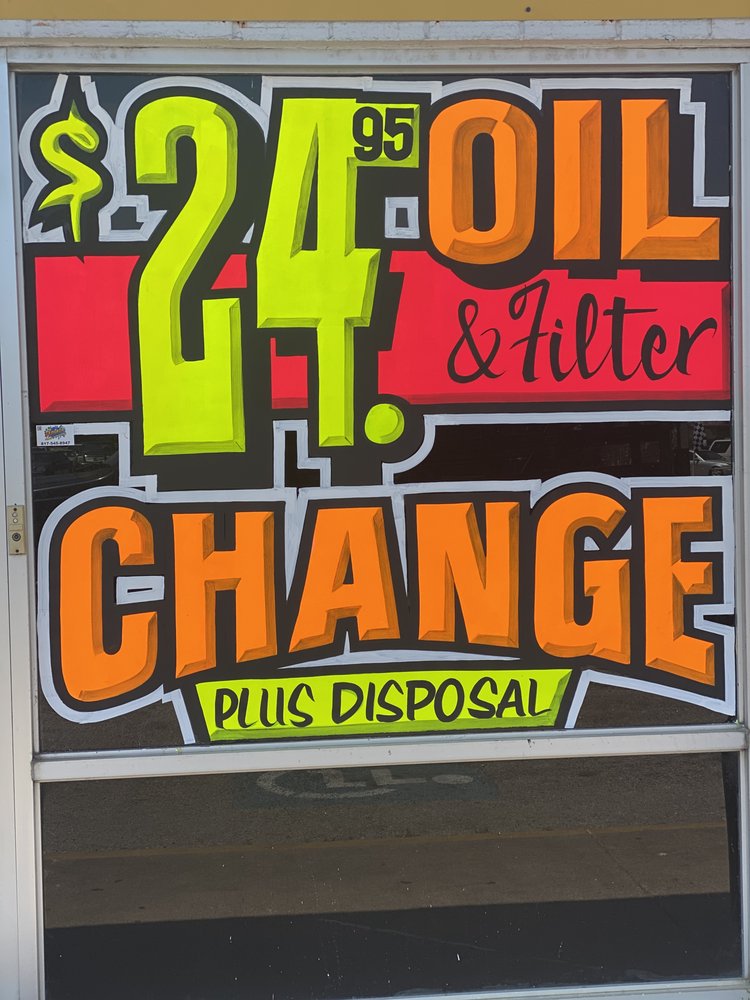 $24.95 OIL
& Filter
CHANGE
PLUS DISPOSAL